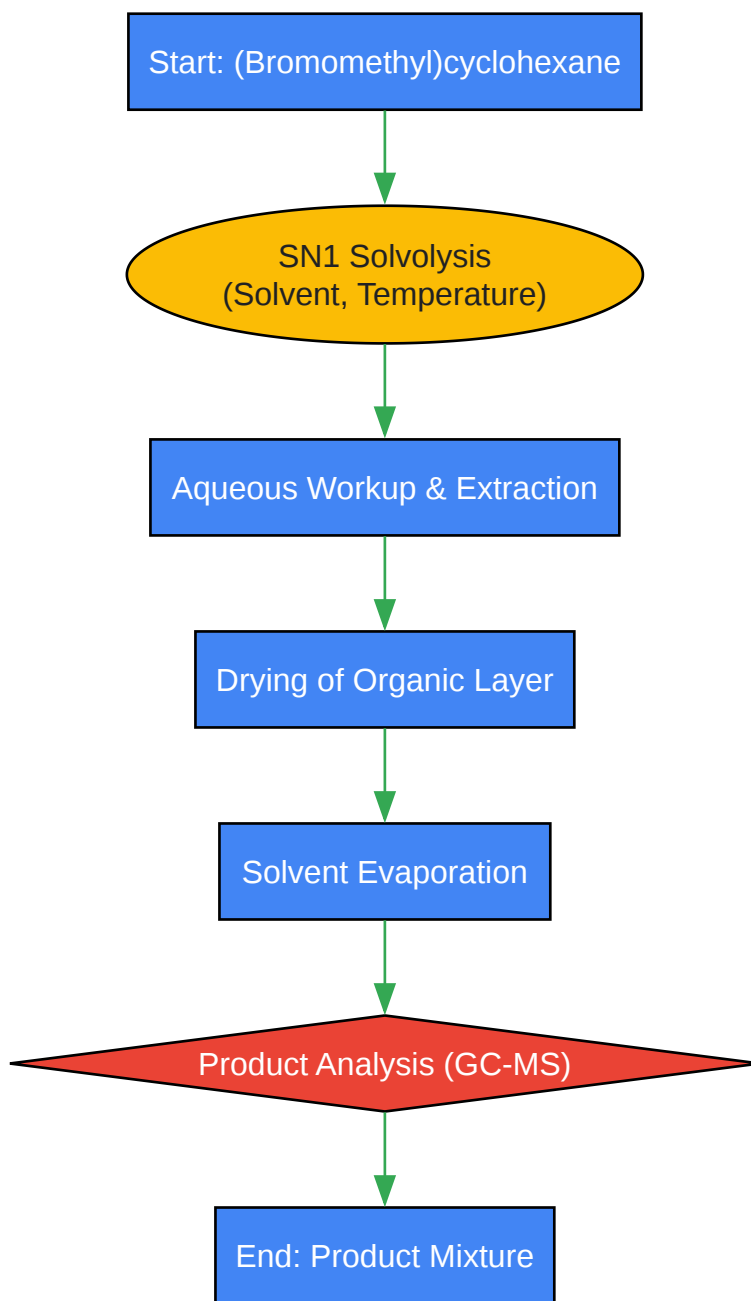 Start: (Bromomethyl)cyclohexane
SN1 Solvolysis
(Solvent, Temperature)
Aqueous Workup & Extraction
Drying of Organic Layer
Solvent Evaporation
Product Analysis (GC-MS)
End: Product Mixture